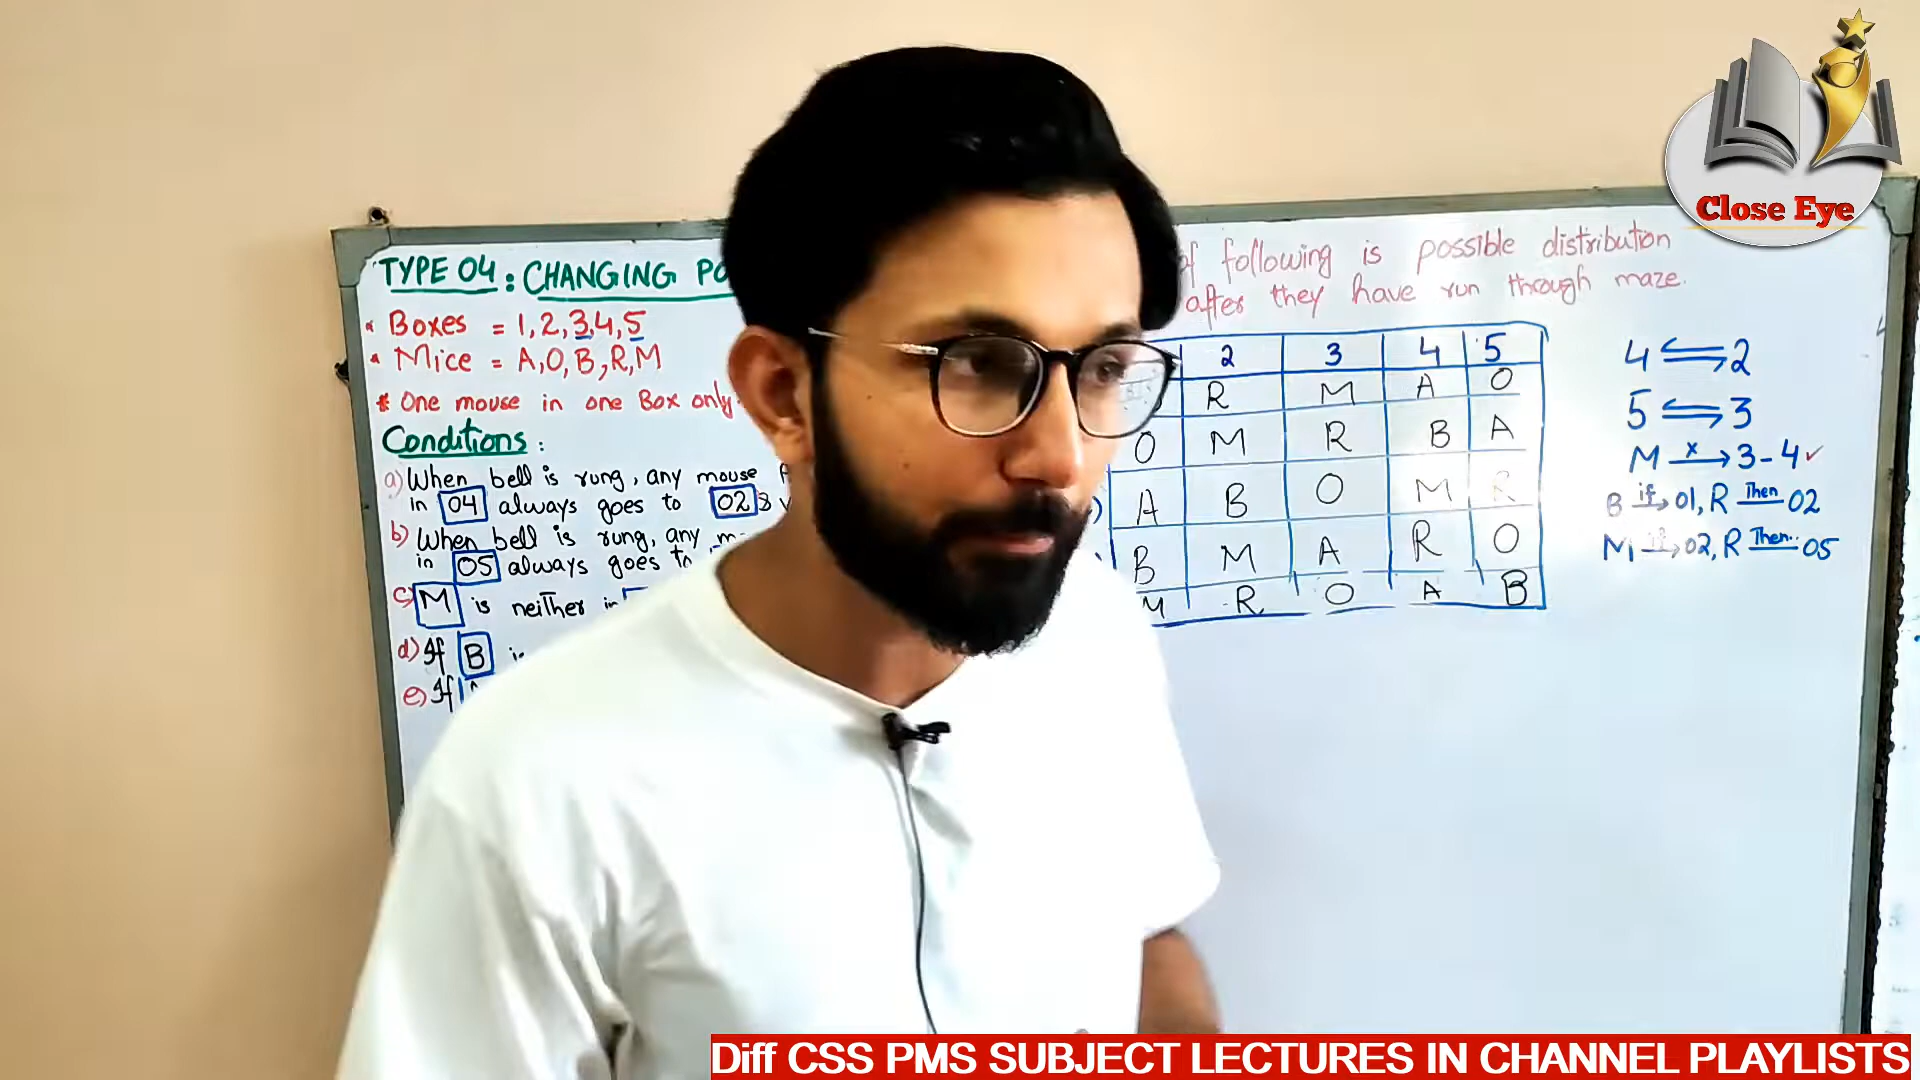 Close Eye
TYPE 04 : CHANGING PO
* Boxes = 1,2,3,4,5
* Mice = A,O,B,R,M
* One mouse in one Box only
Conditions :
a) When bell is rung, any mouse
in 04 always goes to 02 &
b) When bell is rung, any
in 05 always goes to
c) M is neither in
d) If B
e) If
of following is possible distribution
after they have run through maze.
2 3 4 5
R M A O
O M R B A
A B O M R
B M A R O
M R O A B
4 ⇌ 2
5 ⇌ 3
M x→ 3-4 ✓
B if→ 01, R Then 02
M if→ 02, R Then 05
Diff CSS PMS SUBJECT LECTURES IN CHANNEL PLAYLISTS